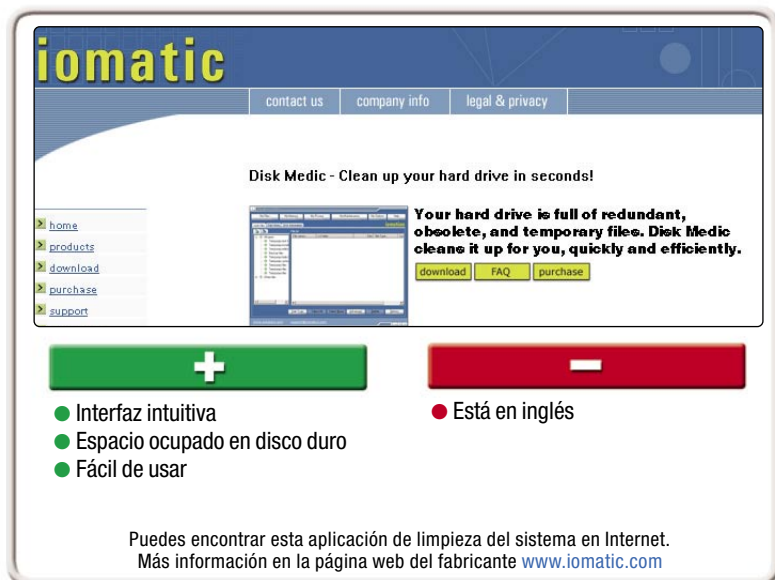 iomatic
contact us company info legal & privacy
Disk Medic - Clean up your hard drive in seconds!
home
products
download
purchase
support
Your hard drive is full of redundant,
obsolete, and temporary files. Disk Medic
cleans it up for you, quickly and efficiently.
download FAQ purchase
+
Interfaz intuitiva
Espacio ocupado en disco duro
Fácil de usar
−
Está en inglés
Puedes encontrar esta aplicación de limpieza del sistema en Internet.
Más información en la página web del fabricante www.iomatic.com